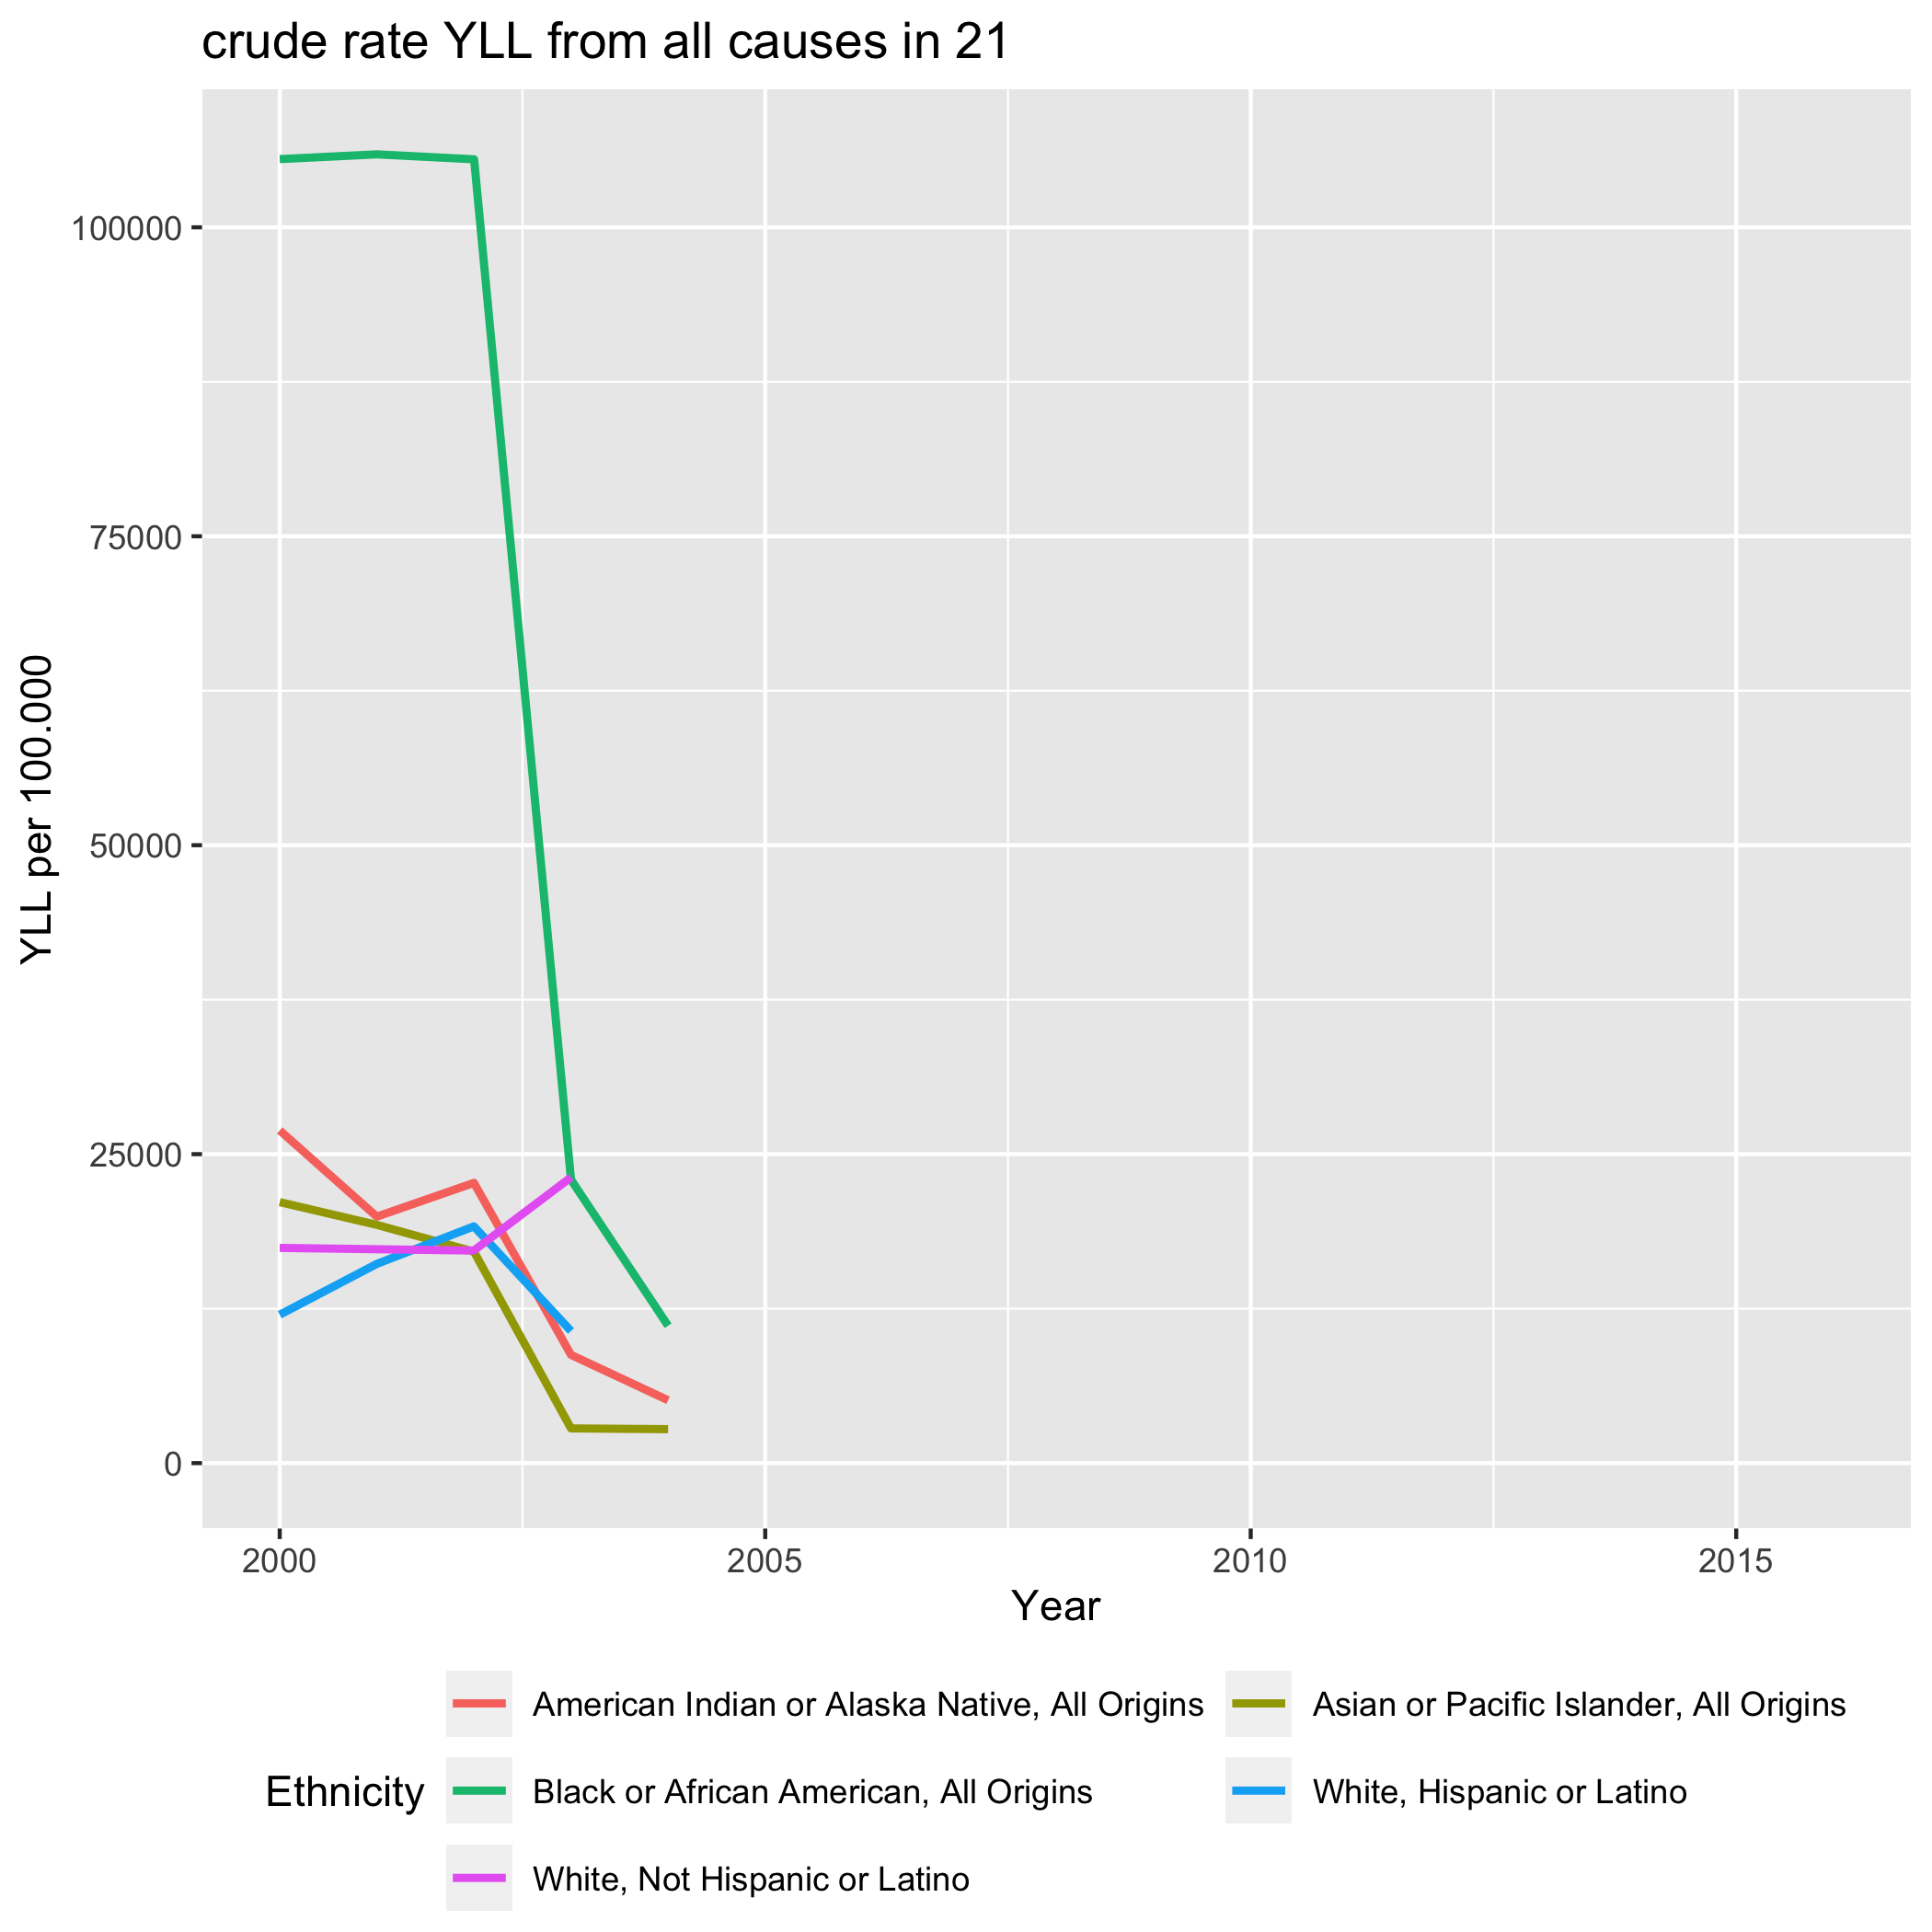 crude rate YLL from all causes in 21
YLL per 100.000
100000
75000
50000
25000
0
2000 2005 2010 2015
Year
Ethnicity
American Indian or Alaska Native, All Origins
Asian or Pacific Islander, All Origins
Black or African American, All Origins
White, Hispanic or Latino
White, Not Hispanic or Latino